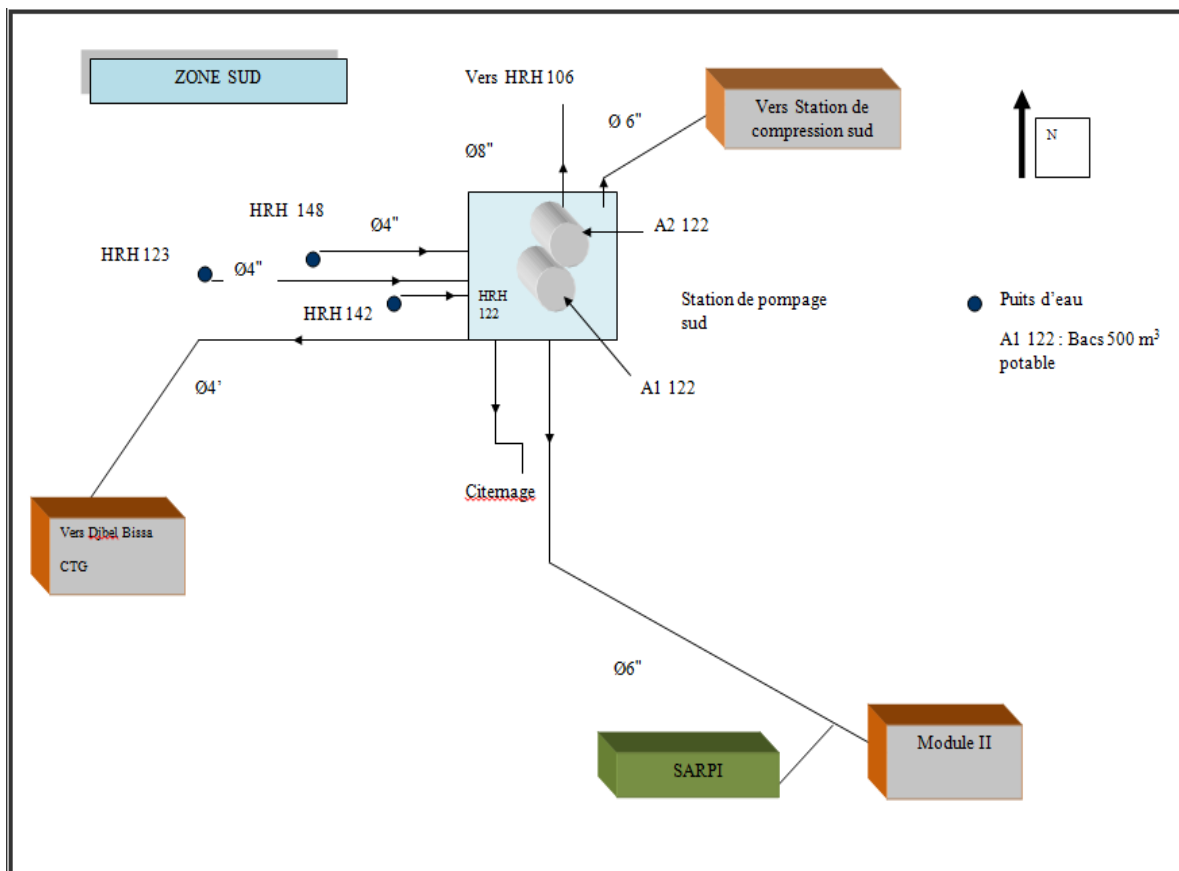 ZONE SUD
Vers HRH 106
Vers Station de
compression sud
Ø 6"
N
Ø8"
HRH 148
Ø4"
A2 122
HRH 123
Ø4"
HRH
122
Station de pompage
sud
Puits d'eau
HRH 142
A1 122 : Bacs 500 m³
potable
Ø4'
A1 122
Citernage
Vers Djbel Bissa
CTG
Ø6"
Module II
SARPI